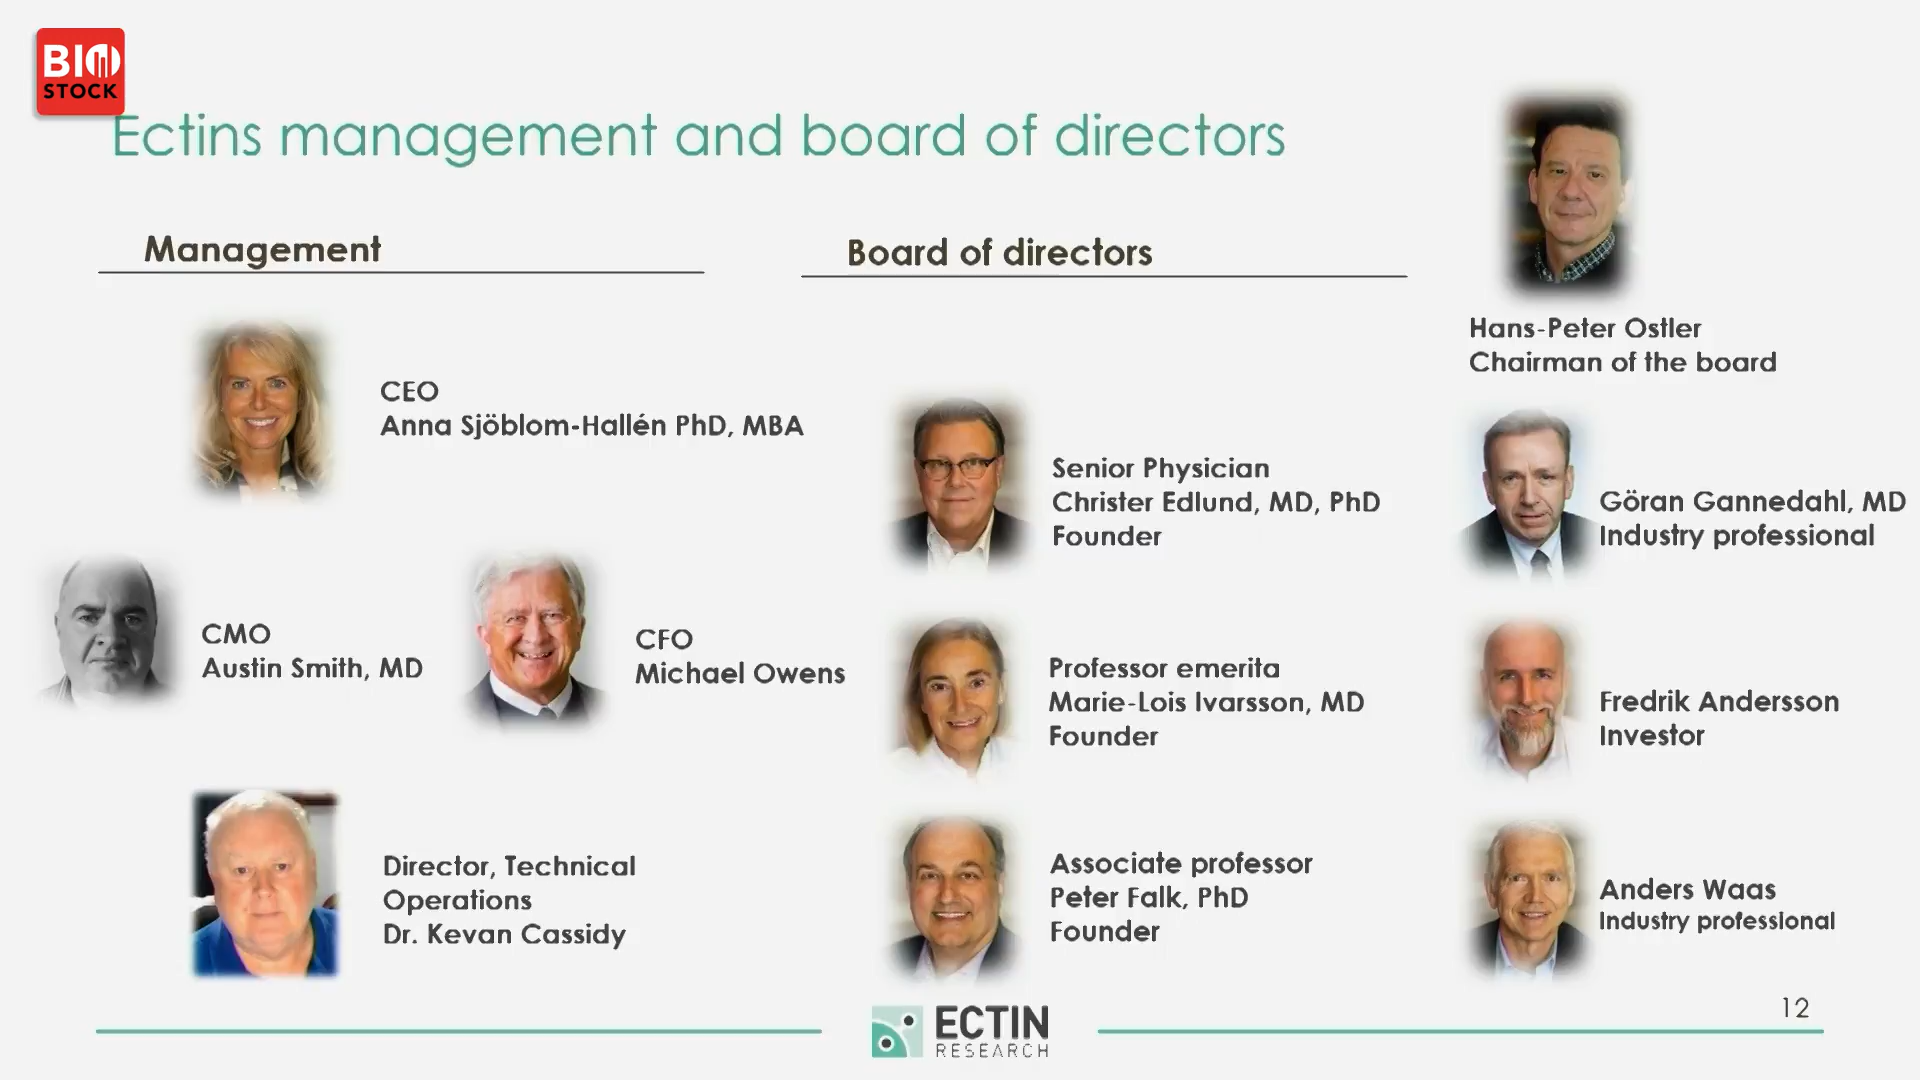 BIO
STOCK
Ectins management and board of directors
Management
CEO
Anna Sjöblom-Hallén PhD, MBA
CMO
Austin Smith, MD
CFO
Michael Owens
Director, Technical
Operations
Dr. Kevan Cassidy
Board of directors
Hans-Peter Ostler
Chairman of the board
Senior Physician
Christer Edlund, MD, PhD
Founder
Göran Gannedahl, MD
Industry professional
Professor emerita
Marie-Lois Ivarsson, MD
Founder
Fredrik Andersson
Investor
Associate professor
Peter Falk, PhD
Founder
Anders Waas
Industry professional
ECTIN
RESEARCH
12